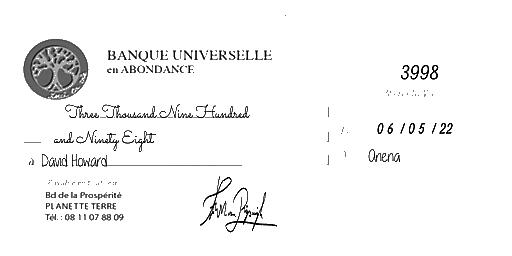 BANQUE UNIVERSELLE
en ABONDANCE
3998
Three Thousand Nine Hundred
and Ninety Eight
06/05/22
à David Howard
Onena
Bd de la Prospérité
PLANETTE TERRE
Tél. : 08 11 07 88 09